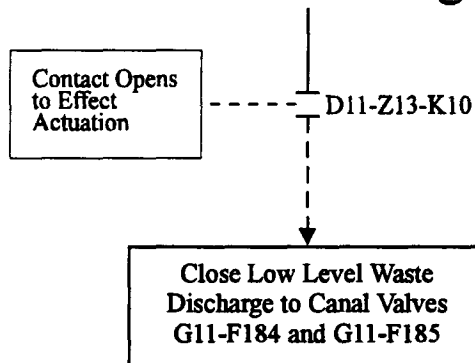 Contact Opens
to Effect
Actuation
D11-Z13-K10
Close Low Level Waste
Discharge to Canal Valves
G11-F184 and G11-F185